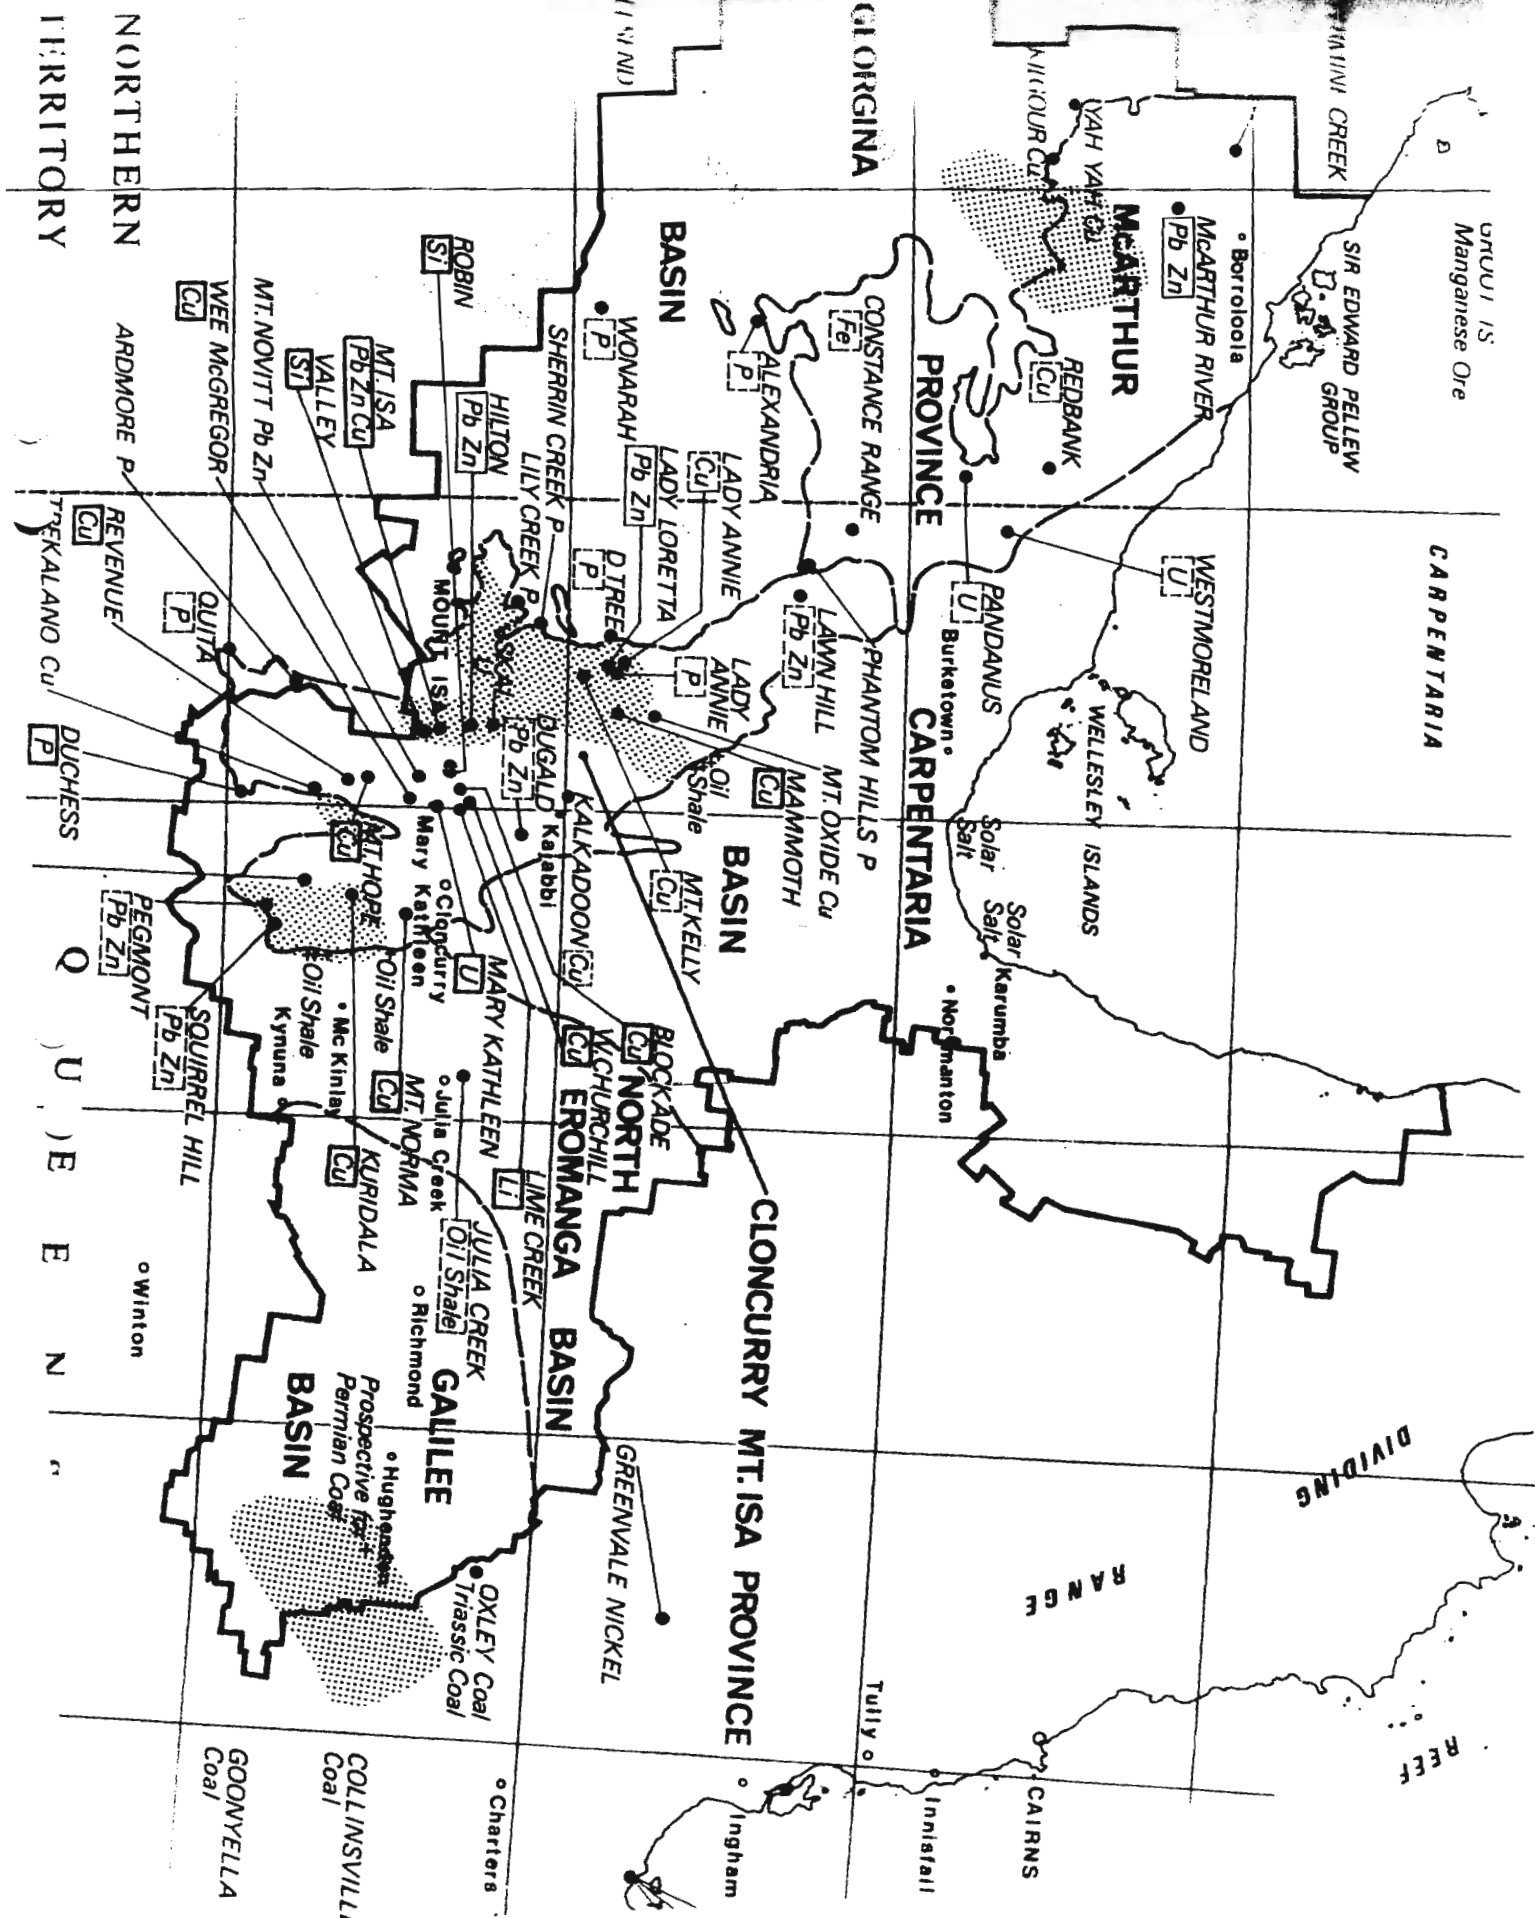 GROOT IS
Manganese Ore
CREEK
SIR EDWARD PELLEW
GROUP
CARPENTARIA
Borroloola
McARTHUR RIVER
Pb Zn
YAH YAH Cu
KILGOUR Cu
McARTHUR
PROVINCE
REDBANK
Cu
WESTMORELAND
U
PANDANUS
U
WELLESLEY ISLANDS
Burketown
Solar
Salt
Solar
Salt
Karumba
Normanton
GEORGINA
BASIN
CONSTANCE RANGE
Fe
ALEXANDRIA
P
WONARAH
P
CARPENTARIA
BASIN
PHANTOM HILLS P
LAWN HILL
Pb Zn
MT. OXIDE Cu
MAMMOTH
Cu
Oil
Shale
LADY ANNIE
Cu
LADY
ANNIE
P
LADY LORETTA
Pb Zn
D TREE
P
SHERRIN CREEK P
LILY CREEK P
MT. KELLY
Cu
KALKADOON Cu
HILTON
Pb Zn
ROBIN
Si
MT. ISA
Pb Zn Cu
VALLEY
Si
MT. NOVITT Pb Zn
WEE McGREGOR
Cu
ARDMORE P
MOUNT ISA
SKAL
U
DUGALD
Pb Zn
Kajabbi
QUITA
P
REVENUE
Cu
TREKALANO Cu
DUCHESS
P
MT. HOPE
Cu
Mary Kathleen
Cloncurry
PEGMONT
Pb Zn
SQUIRREL HILL
Pb Zn
Oil Shale
Oil Shale
Mc Kinlay
Kynuna
MARY KATHLEEN
U
BLOCKADE
Cu
W. CHURCHILL
Cu
LIME CREEK
Li
MT. NORMA
Cu
KURIDALA
Cu
Julia Creek
JULIA CREEK
Oil Shale
NORTH
EROMANGA BASIN
CLONCURRY MT. ISA PROVINCE
Richmond
Winton
GALILEE
BASIN
Prospective for
Permian Coal
Hughenden
OXLEY Coal
Triassic Coal
GREENVALE NICKEL
DIVIDING
RANGE
REEF
CAIRNS
Innisfail
Tully
Ingham
Charters
COLLINSVILL
Coal
GOONYELLA
Coal
NORTHERN
TERRITORY
Q U E E N